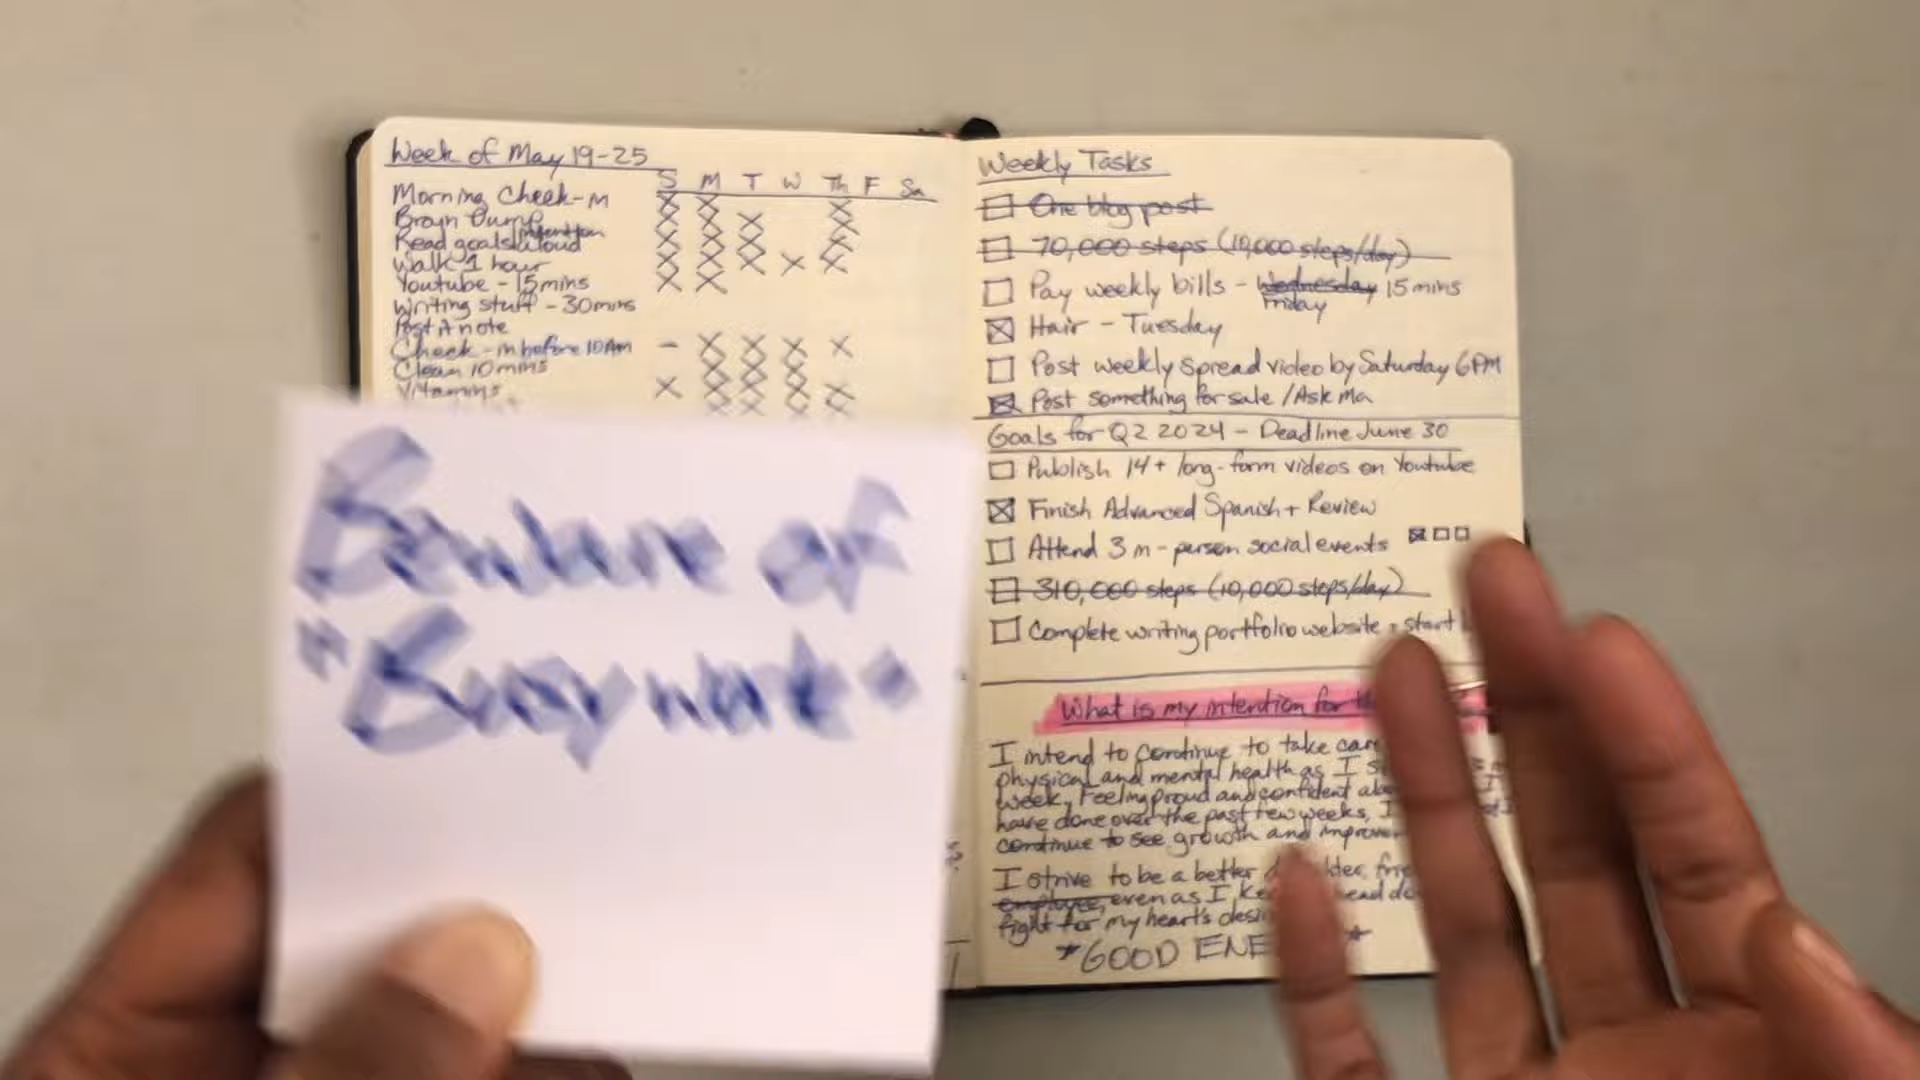 Week of May 19-25
S M T W Th F Sa
Morning Check-in
Brain Dump
Read goals aloud
Walk 1 hour
Youtube - 15mins
Writing stuff - 30mins
Post A note
Check-in before 10AM
Clean 10 mins
Vitamins
Beware of
"Busy work"
Weekly Tasks
One blog post
70,000 steps (10,000 steps/day)
Pay weekly bills - Wednesday 15 mins
Friday
Hair - Tuesday
Post weekly spread video by Saturday 6PM
Post something for sale / Ask Ma
Goals for Q2 2024 - Deadline June 30
Publish 14+ long-form videos on Youtube
Finish Advanced Spanish + Review
Attend 3 in-person social events
310,000 steps (10,000 steps/day)
Complete writing portfolio website - start
What is my intention for
I intend to continue to take
physical and mental health as I
week, feeling proud and confident
have done over the past few weeks, I
continue to see growth and
I strive to be a better
employee, even as I
fight for my heart's
*GOOD